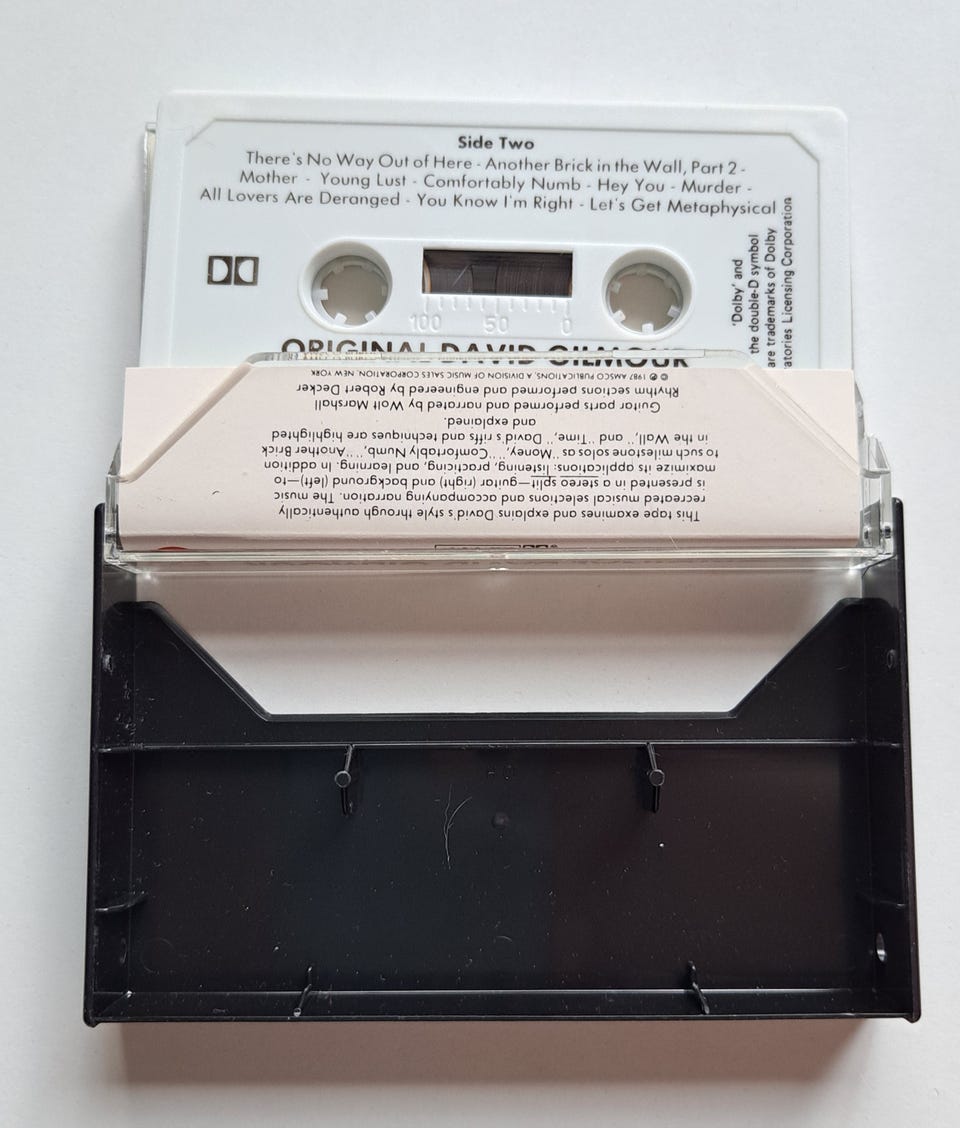 Side Two
There's No Way Out of Here - Another Brick in the Wall, Part 2 -
Mother - Young Lust - Comfortably Numb - Hey You - Murder -
All Lovers Are Deranged - You Know I'm Right - Let's Get Metaphysical
'Dolby' and
the double-D symbol
are trademarks of Dolby
ratories Licensing Corporation
100 50 0
ORIGINAL DAVID GILMOUR
This tape examines and explains David's style through authentically
recreated musical selections and accompanying narration. The music
is presented in a stereo split—guitar (right) and background (left)—to
maximize its applications: listening, practicing, and learning. In addition
to such milestone solos as "Money," "Comfortably Numb," "Another Brick
in the Wall," and "Time," David's riffs and techniques are highlighted
and explained.
Guitar parts performed and narrated by Wolf Marshall
Rhythm sections performed and engineered by Robert Decker
© ℗ 1987 AMSCO PUBLICATIONS, A DIVISION OF MUSIC SALES CORPORATION, NEW YORK